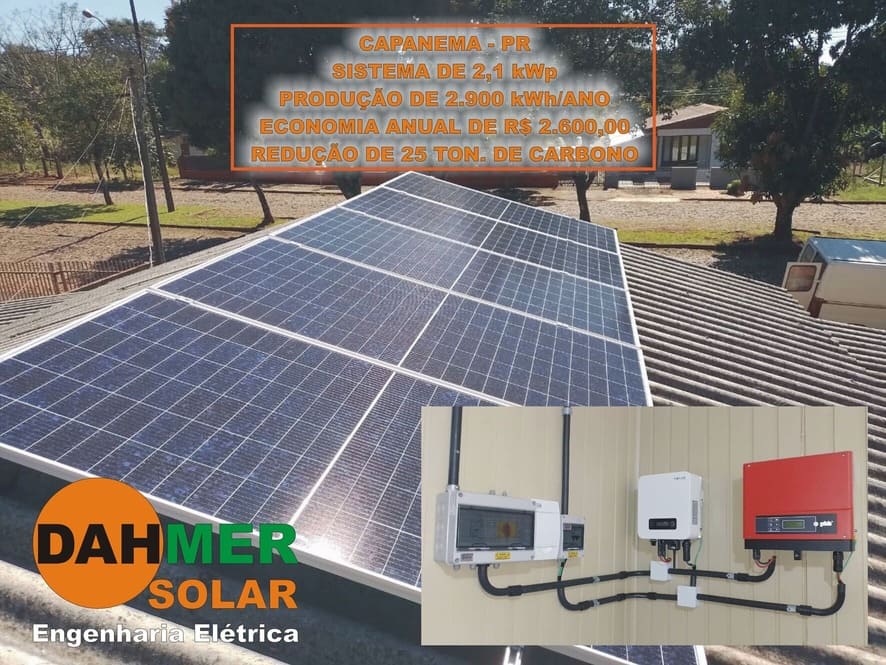 CAPANEMA - PR
SISTEMA DE 2,1 kWp
PRODUÇÃO DE 2.900 kWh/ANO
ECONOMIA ANUAL DE R$ 2.600,00
REDUÇÃO DE 25 TON. DE CARBONO
DAHMER
SOLAR
Engenharia Elétrica